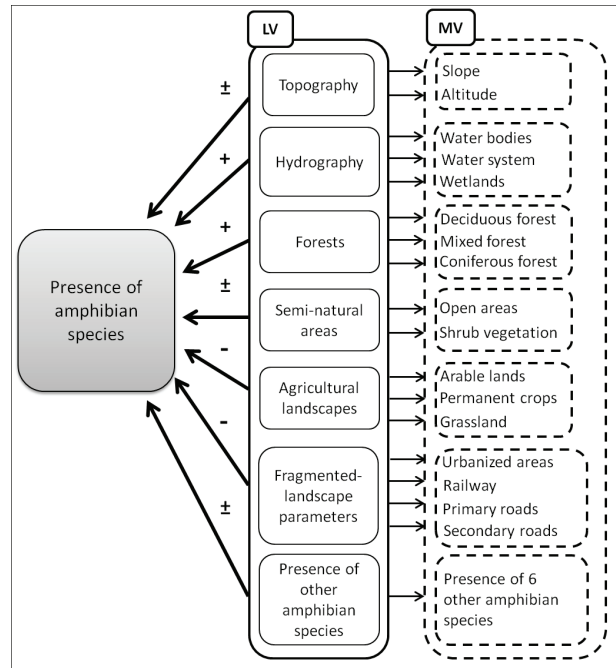 LV
MV
Topography
Slope
Altitude
±
Hydrography
Water bodies
Water system
Wetlands
+
Forests
Deciduous forest
Mixed forest
Coniferous forest
+
Presence of
amphibian
species
Semi-natural
areas
Open areas
Shrub vegetation
±
Agricultural
landscapes
Arable lands
Permanent crops
Grassland
-
Fragmented-
landscape
parameters
Urbanized areas
Railway
Primary roads
Secondary roads
-
Presence of
other
amphibian
species
Presence of 6
other amphibian
species
±